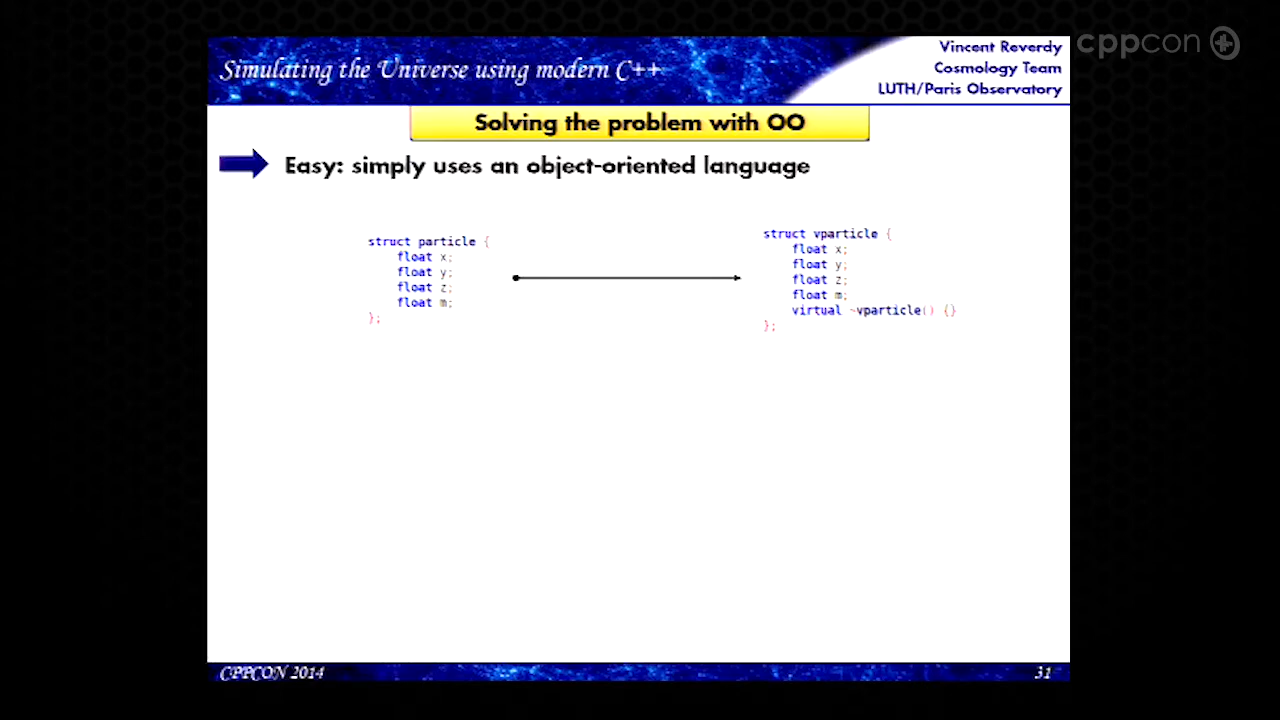 cppcon
Simulating the Universe using modern C++
Vincent Reverdy
Cosmology Team
LUTH/Paris Observatory
Solving the problem with OO
Easy: simply uses an object-oriented language
struct particle {
float x;
float y;
float z;
float m;
};
struct vparticle {
float x;
float y;
float z;
float m;
virtual ~vparticle() {}
};
CPPCON 2014
31